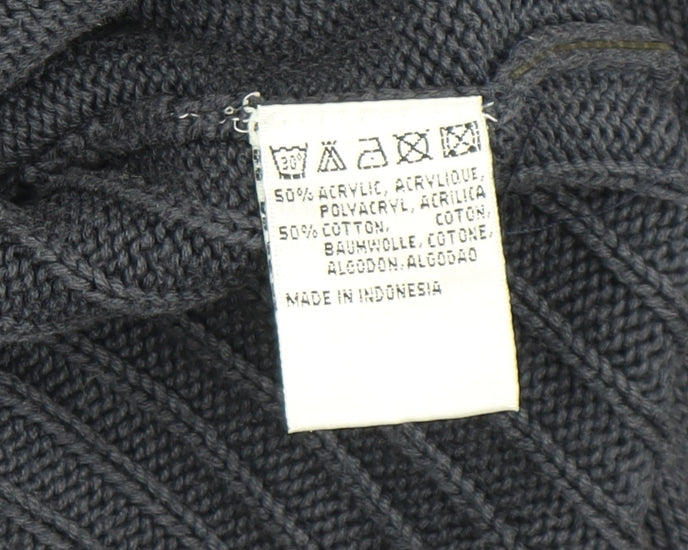 30°
50% ACRYLIC, ACRYLIQUE,
POLYACRYL, ACRILICA
50% COTTON, COTON,
BAUMWOLLE, COTONE,
ALGODON, ALGODAO
MADE IN INDONESIA